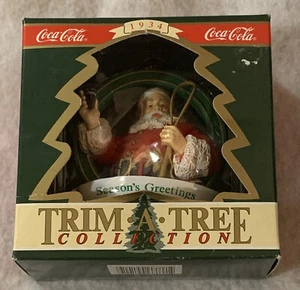 Coca-Cola 1934 Coca-Cola
Season's Greetings
TRIM·A·TREE
COLLECTION